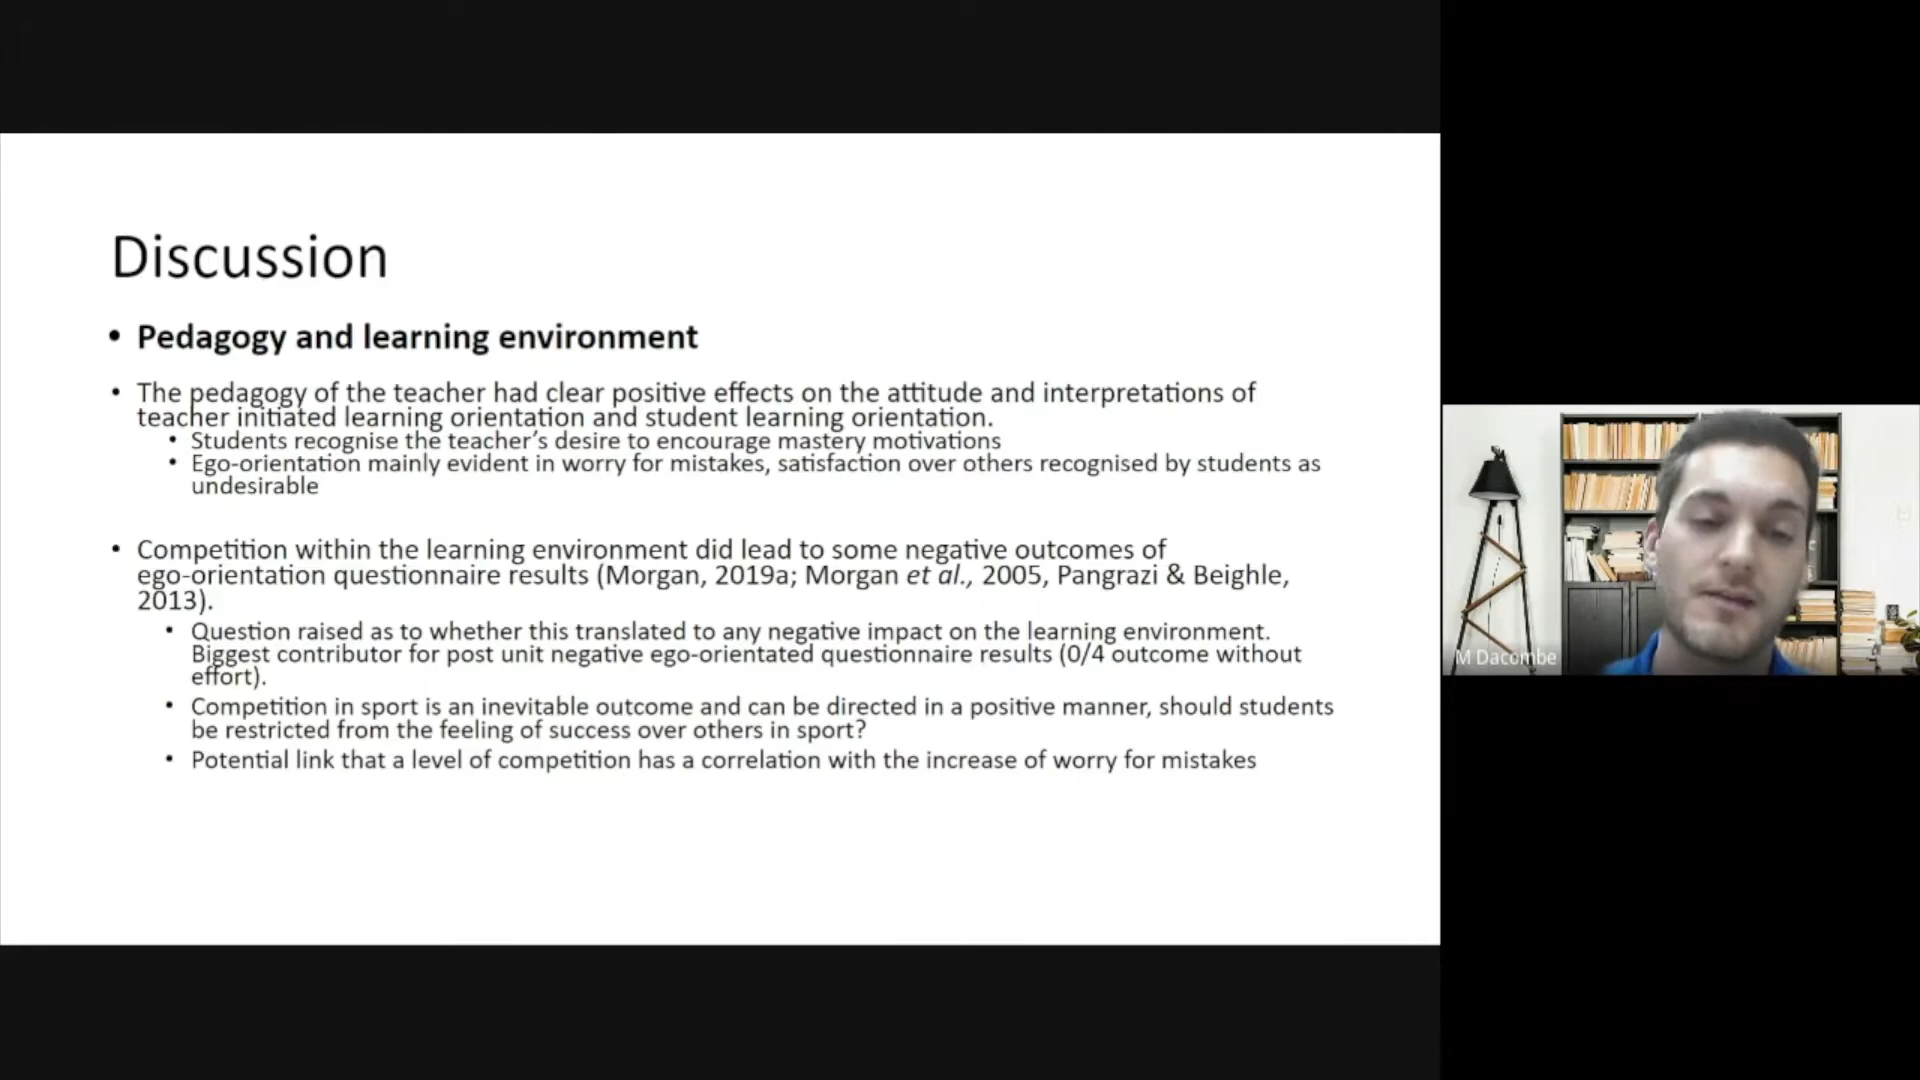 Discussion
• Pedagogy and learning environment
• The pedagogy of the teacher had clear positive effects on the attitude and interpretations of
teacher initiated learning orientation and student learning orientation.
• Students recognise the teacher's desire to encourage mastery motivations
• Ego-orientation mainly evident in worry for mistakes, satisfaction over others recognised by students as
undesirable
• Competition within the learning environment did lead to some negative outcomes of
ego-orientation questionnaire results (Morgan, 2019a; Morgan et al., 2005, Pangrazi & Beighle,
2013).
• Question raised as to whether this translated to any negative impact on the learning environment.
Biggest contributor for post unit negative ego-orientated questionnaire results (0/4 outcome without
effort).
• Competition in sport is an inevitable outcome and can be directed in a positive manner, should students
be restricted from the feeling of success over others in sport?
• Potential link that a level of competition has a correlation with the increase of worry for mistakes
M Dacombe